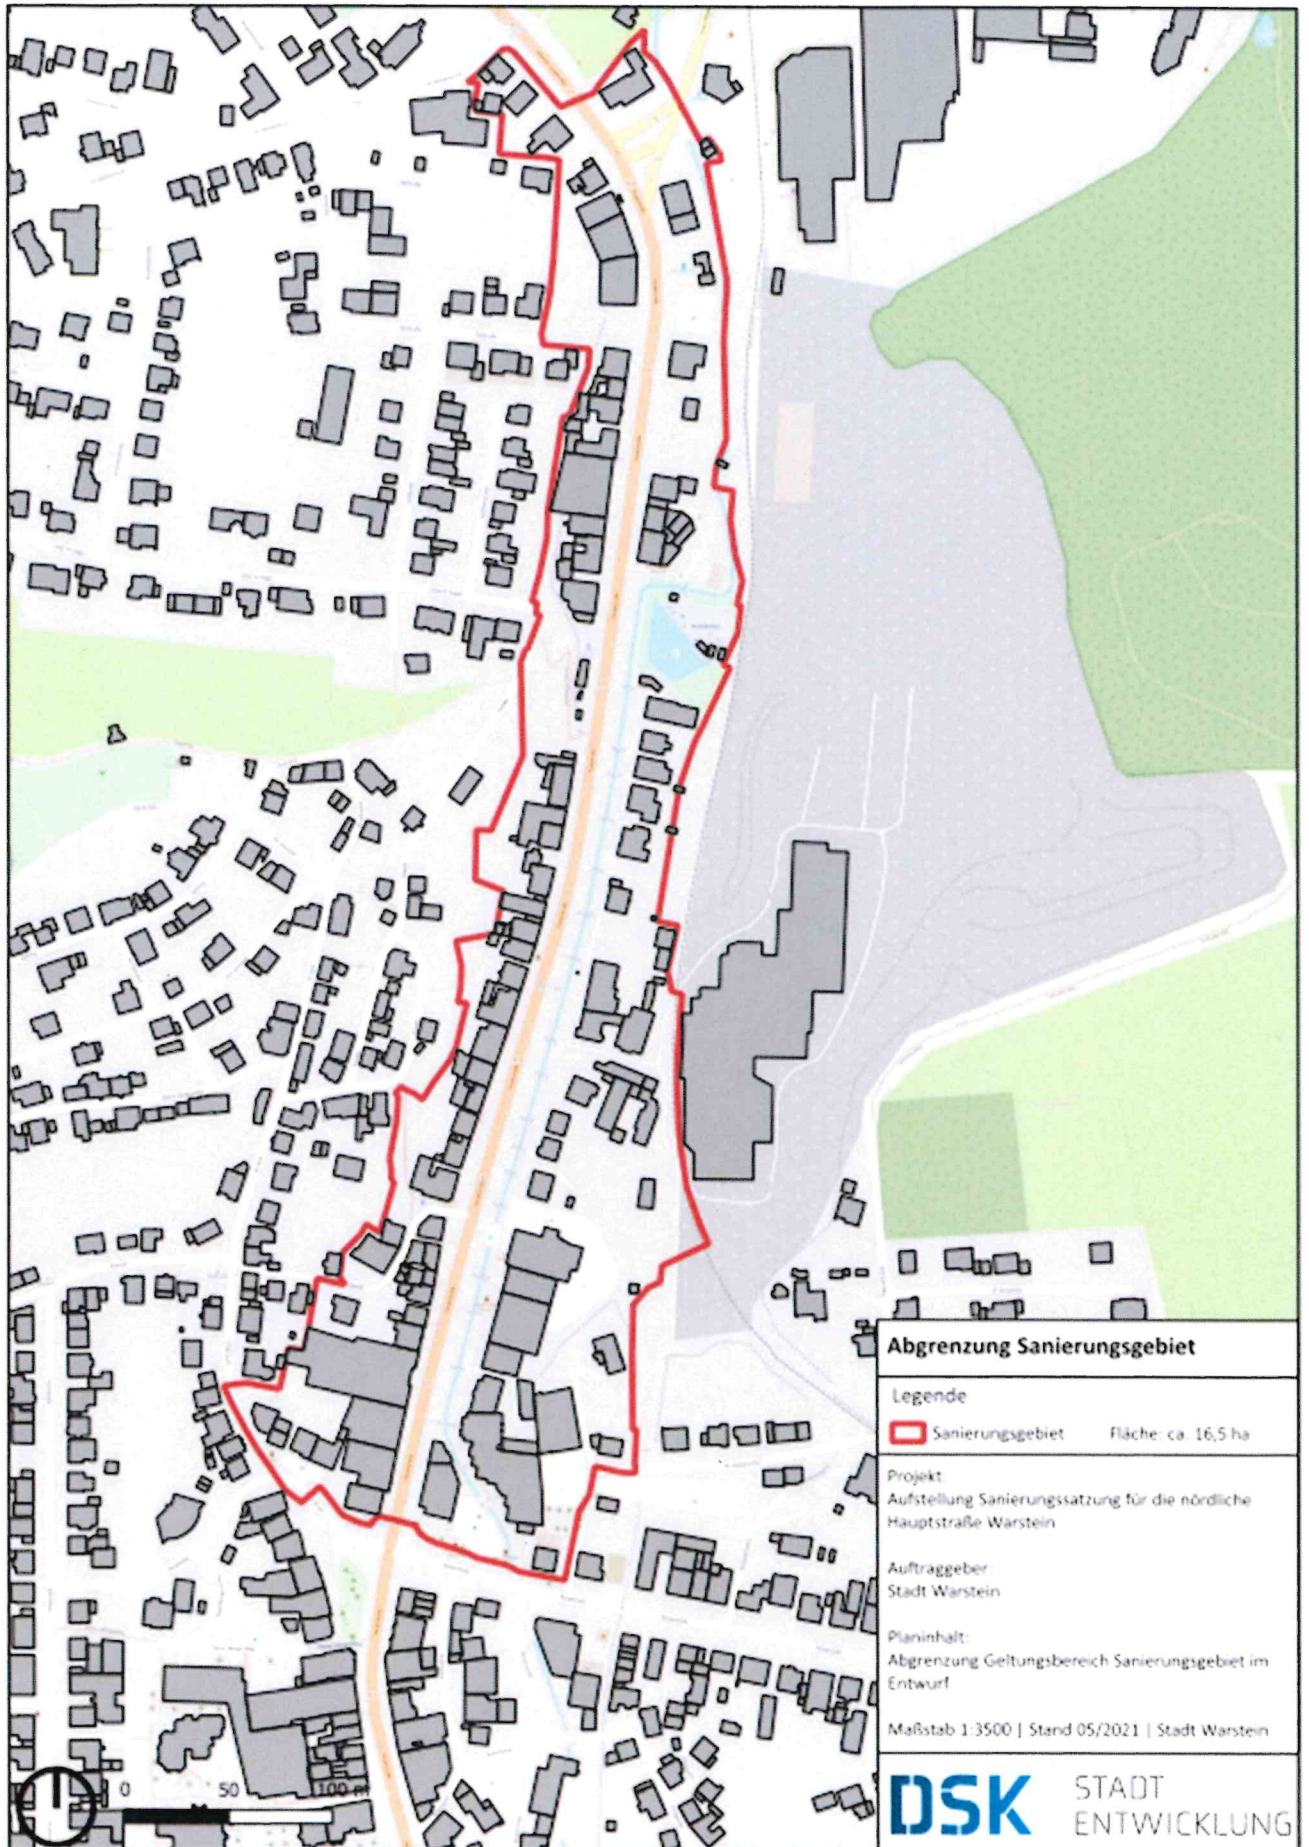 Abgrenzung Sanierungsgebiet
Legende
Sanierungsgebiet Fläche: ca. 16,5 ha
Projekt:
Aufstellung Sanierungssatzung für die nördliche
Hauptstraße Warstein
Auftraggeber:
Stadt Warstein
Planinhalt:
Abgrenzung Geltungsbereich Sanierungsgebiet im
Entwurf
Maßstab 1:3500 | Stand 05/2021 | Stadt Warstein
0 50 100 m
DSK STADT
ENTWICKLUNG